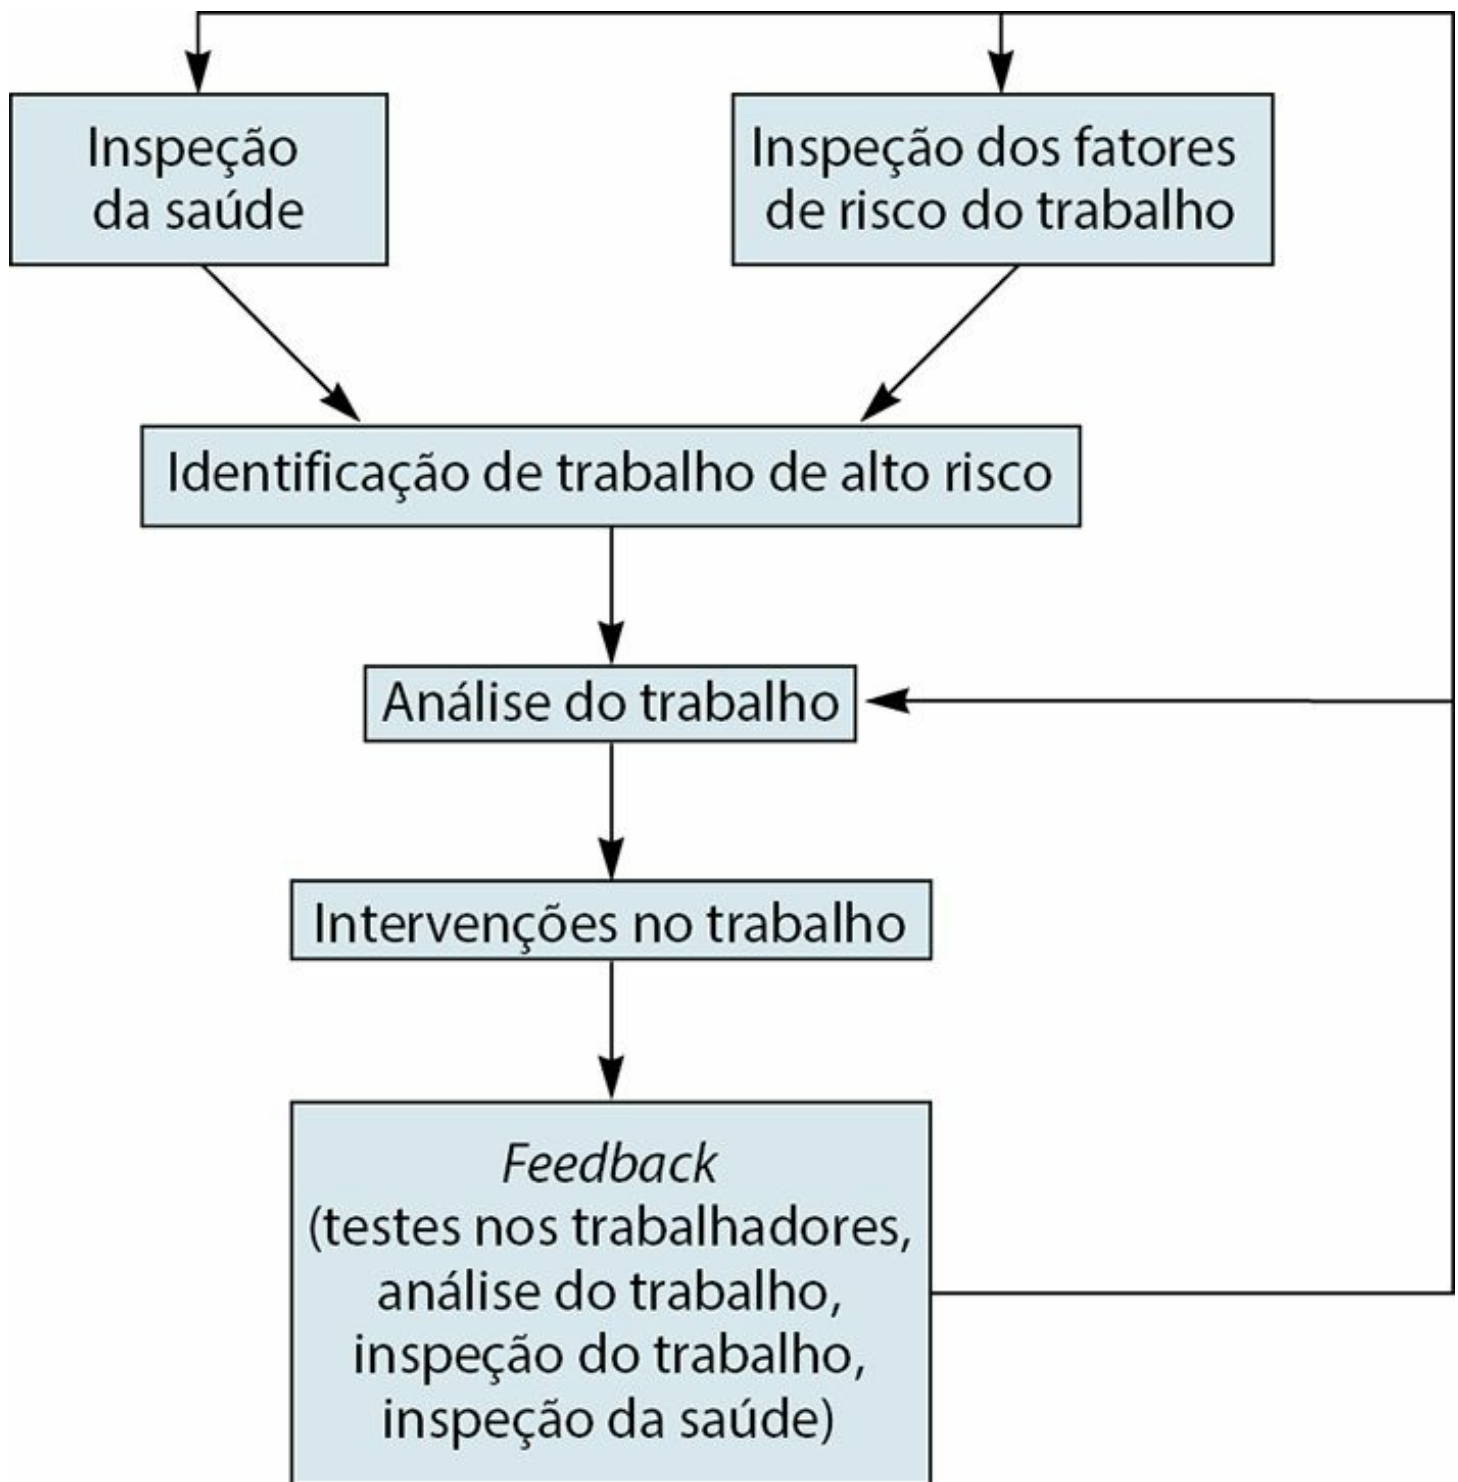 Inspeção
da saúde
Inspeção dos fatores
de risco do trabalho
Identificação de trabalho de alto risco
Análise do trabalho
Intervenções no trabalho
Feedback
(testes nos trabalhadores,
análise do trabalho,
inspeção do trabalho,
inspeção da saúde)